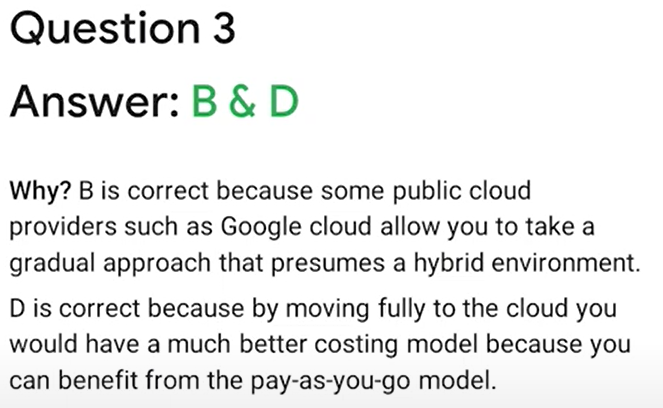 Question 3
Answer: B & D
Why? B is correct because some public cloud
providers such as Google cloud allow you to take a
gradual approach that presumes a hybrid environment.
D is correct because by moving fully to the cloud you
would have a much better costing model because you
can benefit from the pay-as-you-go model.